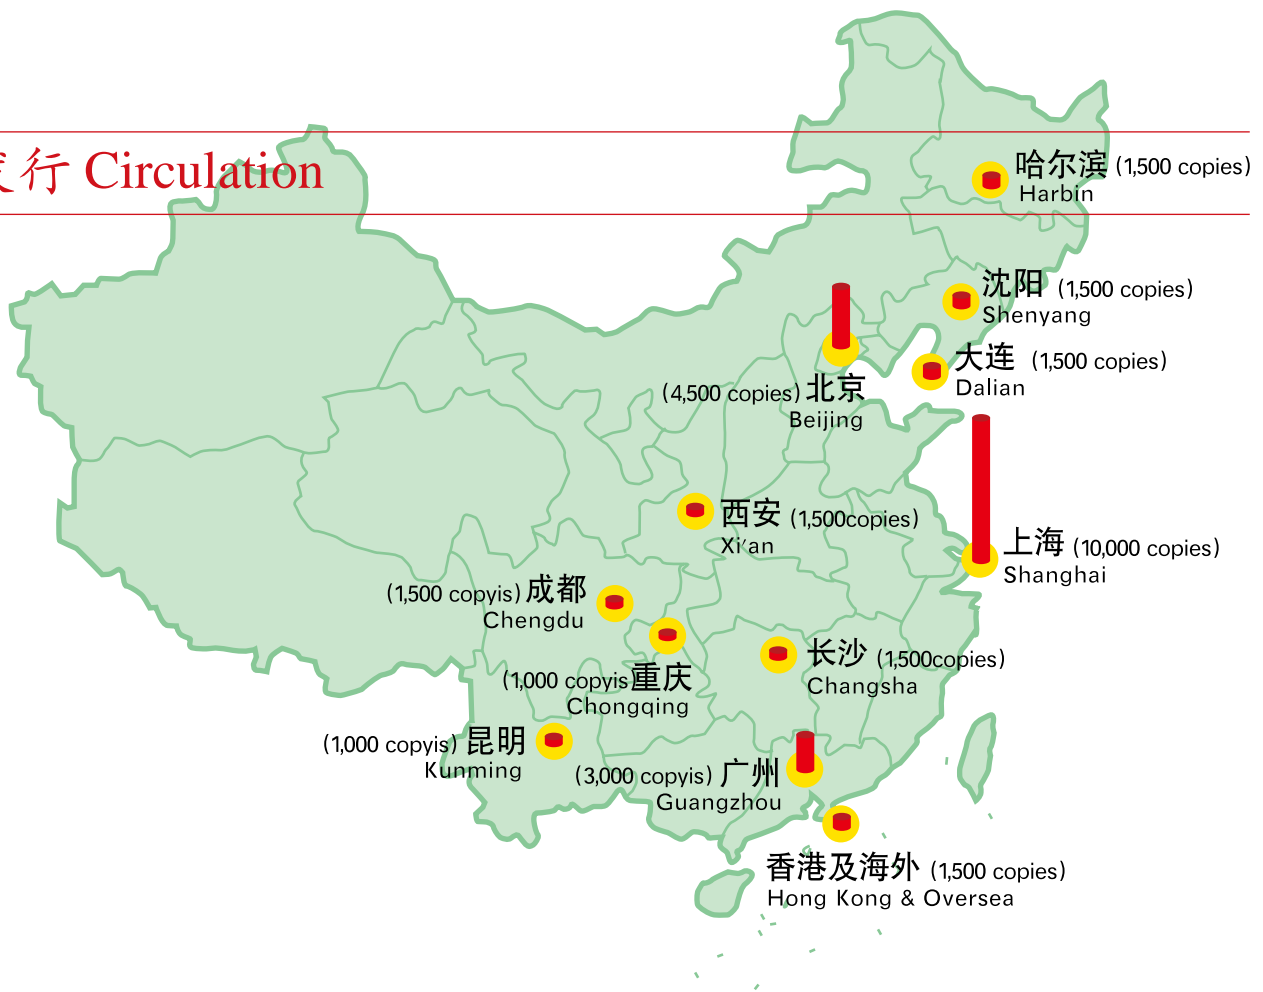 行 Circulation
哈尔滨 (1,500 copies)
Harbin
沈阳 (1,500 copies)
Shenyang
大连 (1,500 copies)
Dalian
(4,500 copies) 北京
Beijing
西安 (1,500copies)
Xi'an
上海 (10,000 copies)
Shanghai
(1,500 copyis) 成都
Chengdu
(1,000 copyis) 重庆
Chongqing
长沙 (1,500copies)
Changsha
(1,000 copyis) 昆明
Kunming
(3,000 copyis) 广州
Guangzhou
香港及海外 (1,500 copies)
Hong Kong & Oversea